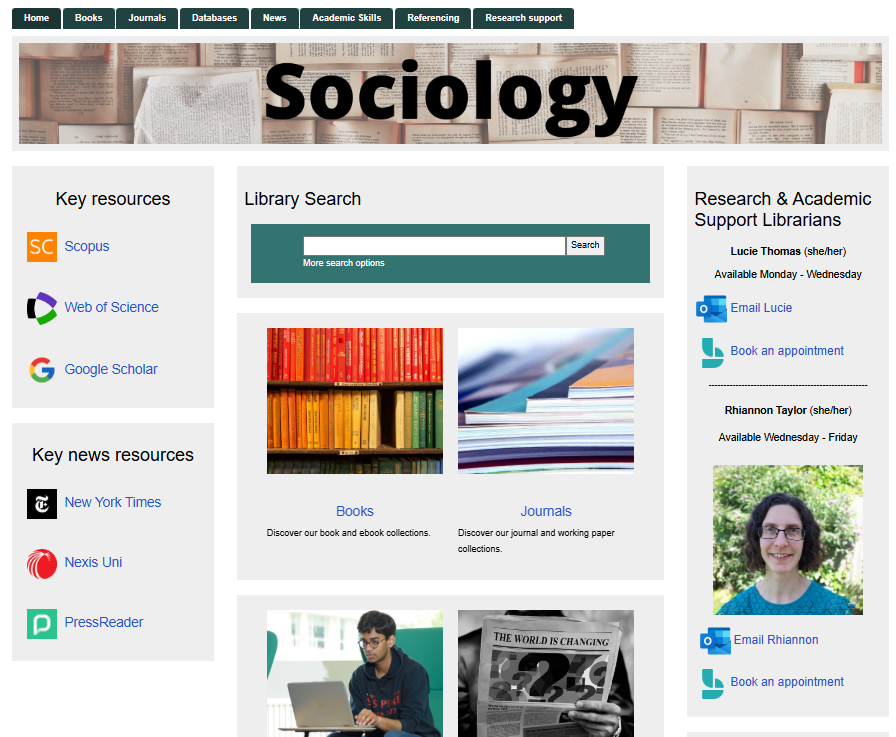 Home Books Journals Databases News Academic Skills Referencing Research support
Sociology
Key resources
SC Scopus
Web of Science
Google Scholar
Key news resources
New York Times
Nexis Uni
PressReader
Library Search
Search
More search options
Books
Discover our book and ebook collections.
Journals
Discover our journal and working paper
collections.
THE WORLD IS CHANGING
Research & Academic
Support Librarians
Lucie Thomas (she/her)
Available Monday - Wednesday
Email Lucie
Book an appointment
----------------------------------------------------
Rhiannon Taylor (she/her)
Available Wednesday - Friday
Email Rhiannon
Book an appointment